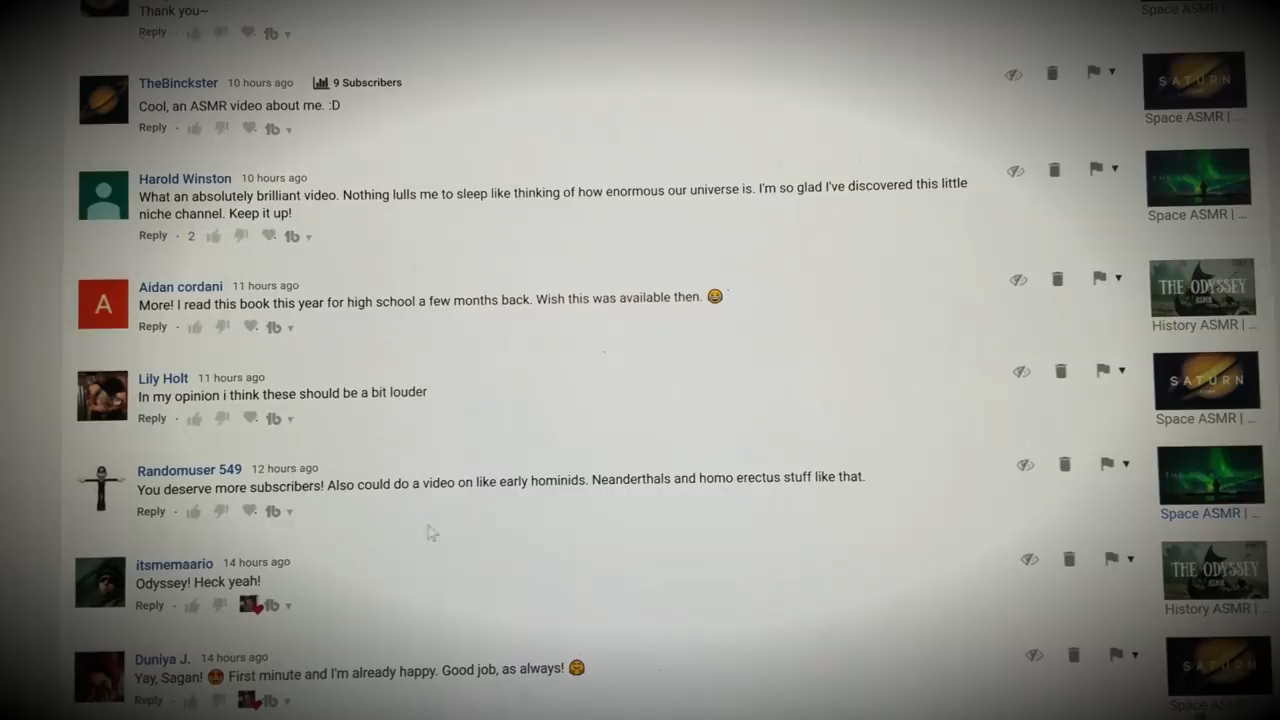 Thank you~
Reply
Space ASMR |
TheBinckster 10 hours ago 9 Subscribers
Cool, an ASMR video about me. :D
Reply
SATURN
Space ASMR | ...
Harold Winston 10 hours ago
What an absolutely brilliant video. Nothing lulls me to sleep like thinking of how enormous our universe is. I'm so glad I've discovered this little
niche channel. Keep it up!
Reply · 2
Space ASMR | ...
Aidan cordani 11 hours ago
More! I read this book this year for high school a few months back. Wish this was available then. 😂
Reply
THE ODYSSEY
ASMR
History ASMR | ...
Lily Holt 11 hours ago
In my opinion i think these should be a bit louder
Reply
SATURN
Space ASMR | ...
Randomuser 549 12 hours ago
You deserve more subscribers! Also could do a video on like early hominids. Neanderthals and homo erectus stuff like that.
Reply
Space ASMR | ...
itsmemaario 14 hours ago
Odyssey! Heck yeah!
Reply
THE ODYSSEY
ASMR
History ASMR | ...
Duniya J. 14 hours ago
Yay, Sagan! 😍 First minute and I'm already happy. Good job, as always! 🤗
Reply
SATURN
Space ASMR | ...